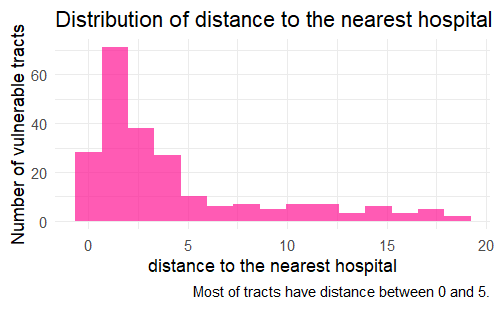 Distribution of distance to the nearest hospital
Number of vulnerable tracts
60
40
20
0
0 5 10 15 20
distance to the nearest hospital
Most of tracts have distance between 0 and 5.